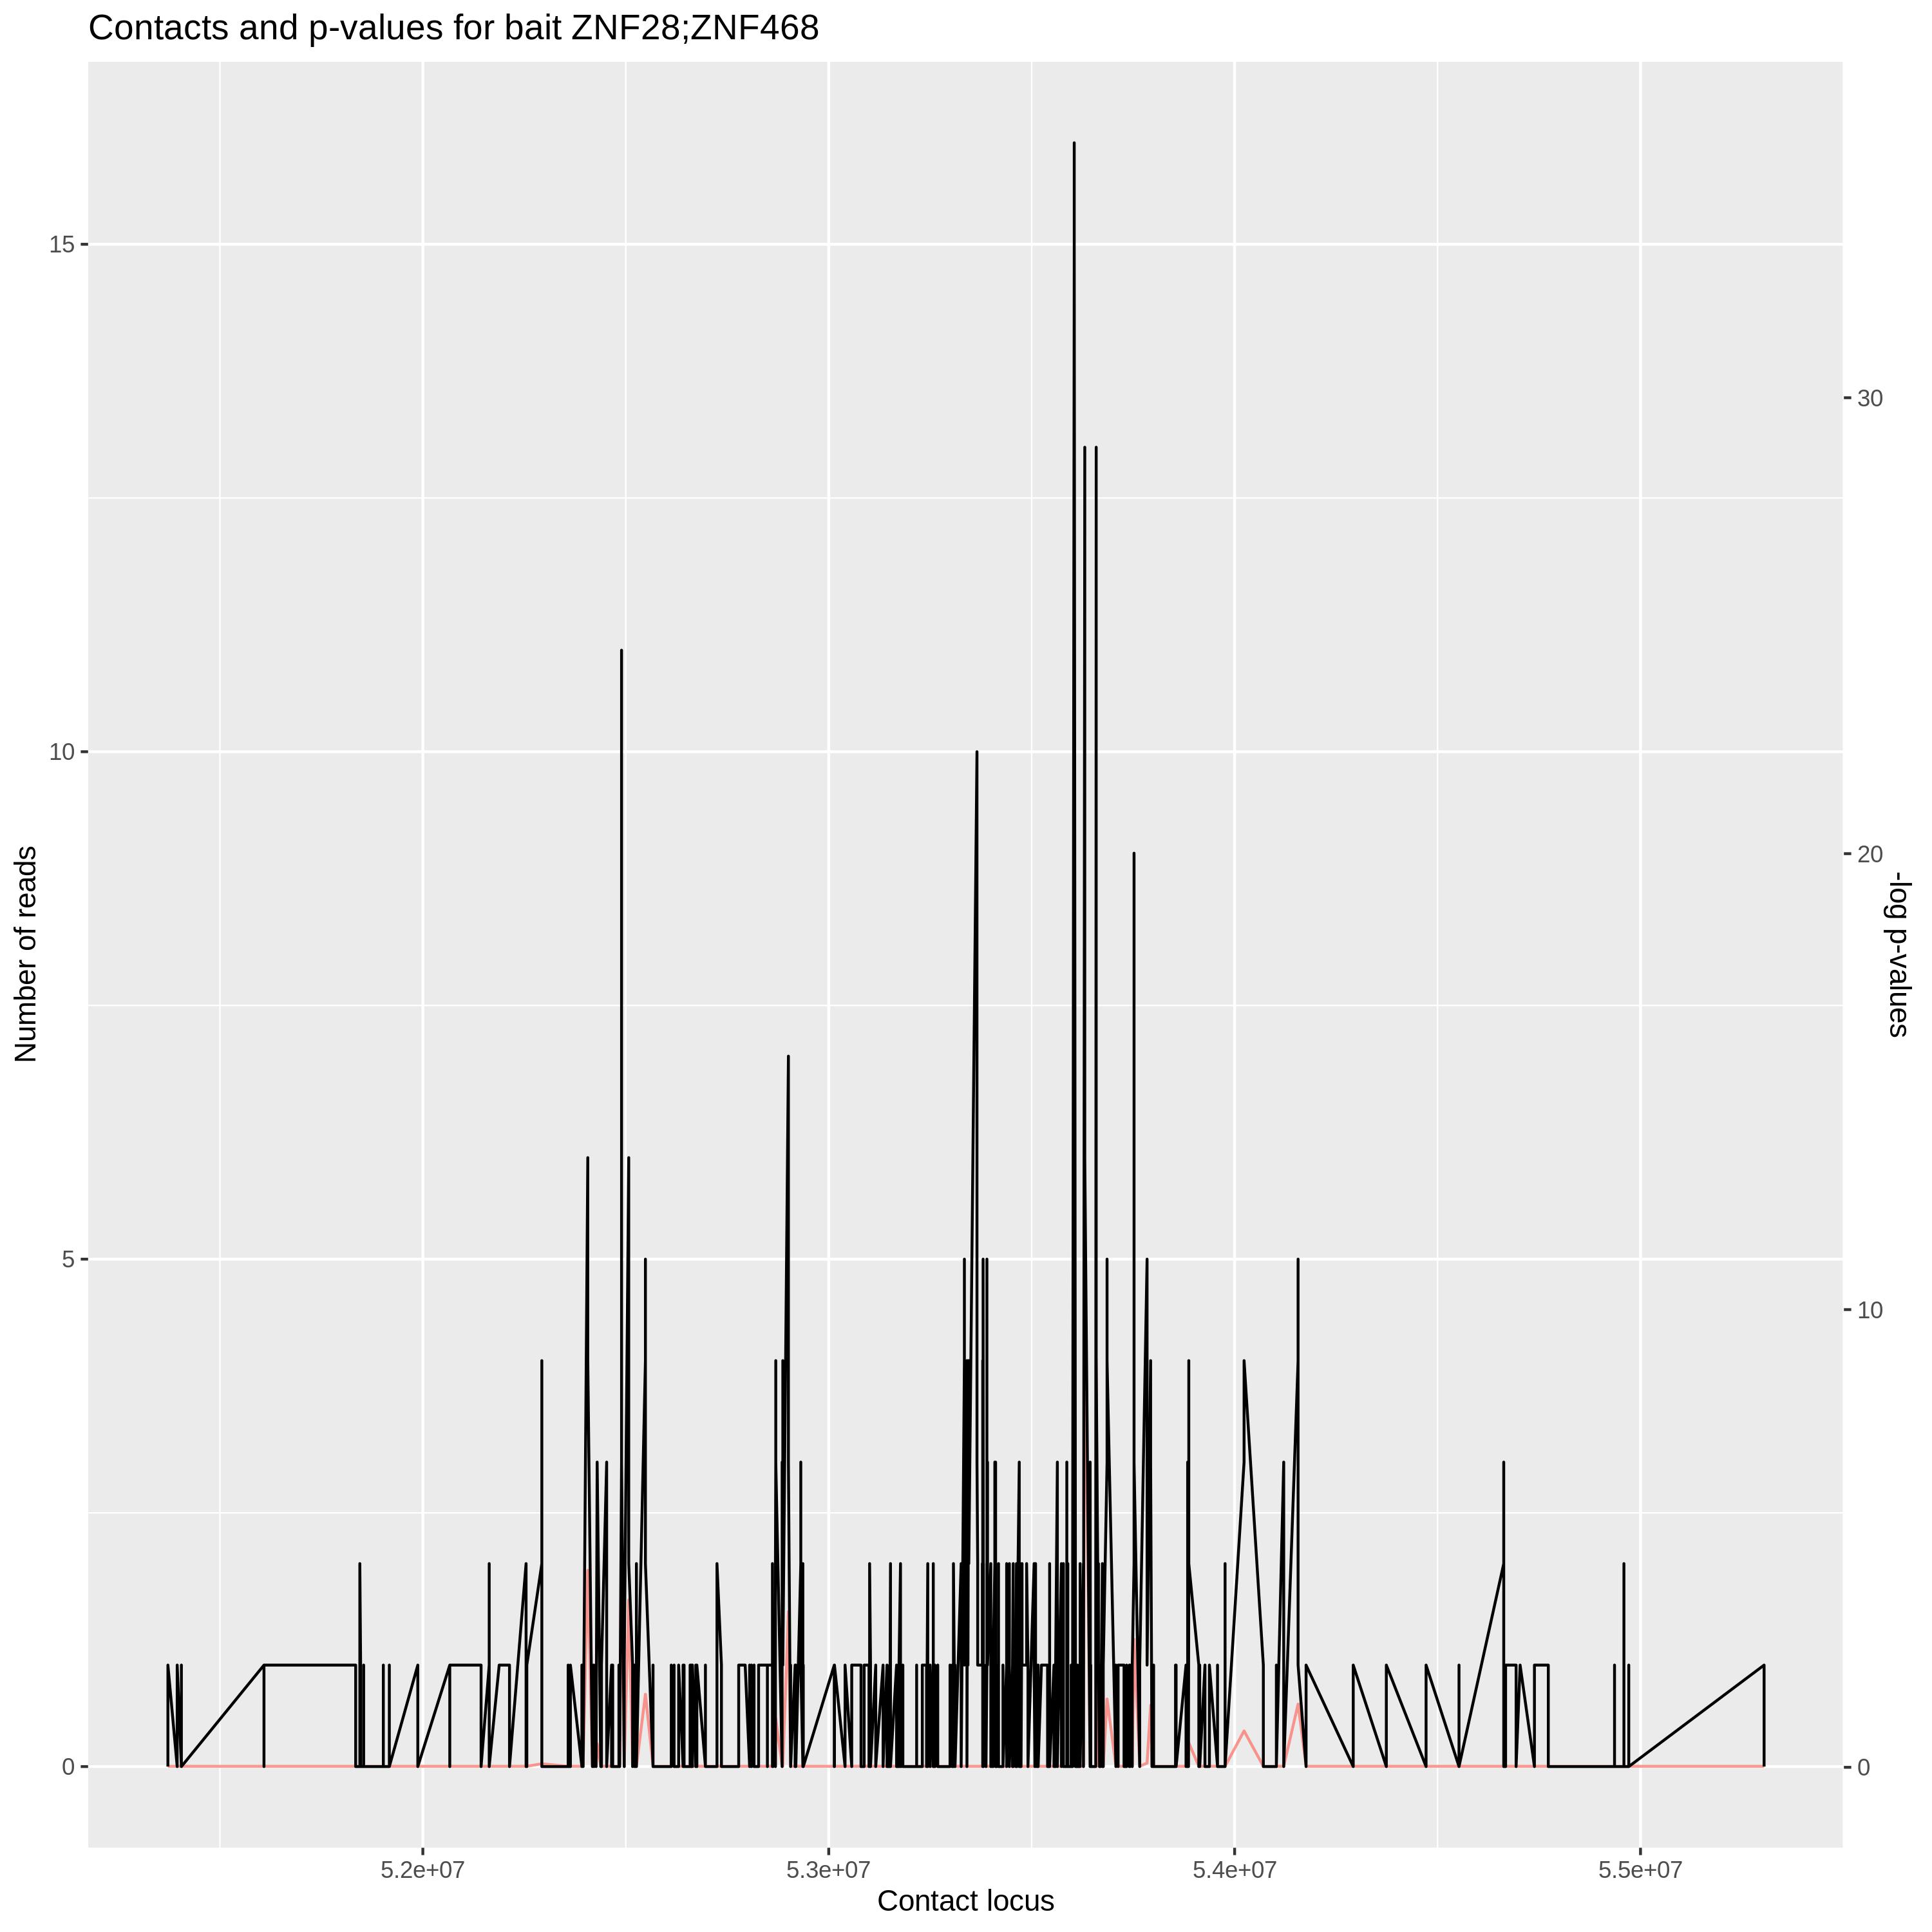 Contacts and p-values for bait ZNF28;ZNF468
Number of reads
15
10
5
0
30
20
10
0
-log p-values
5.2e+07
5.3e+07
5.4e+07
5.5e+07
Contact locus